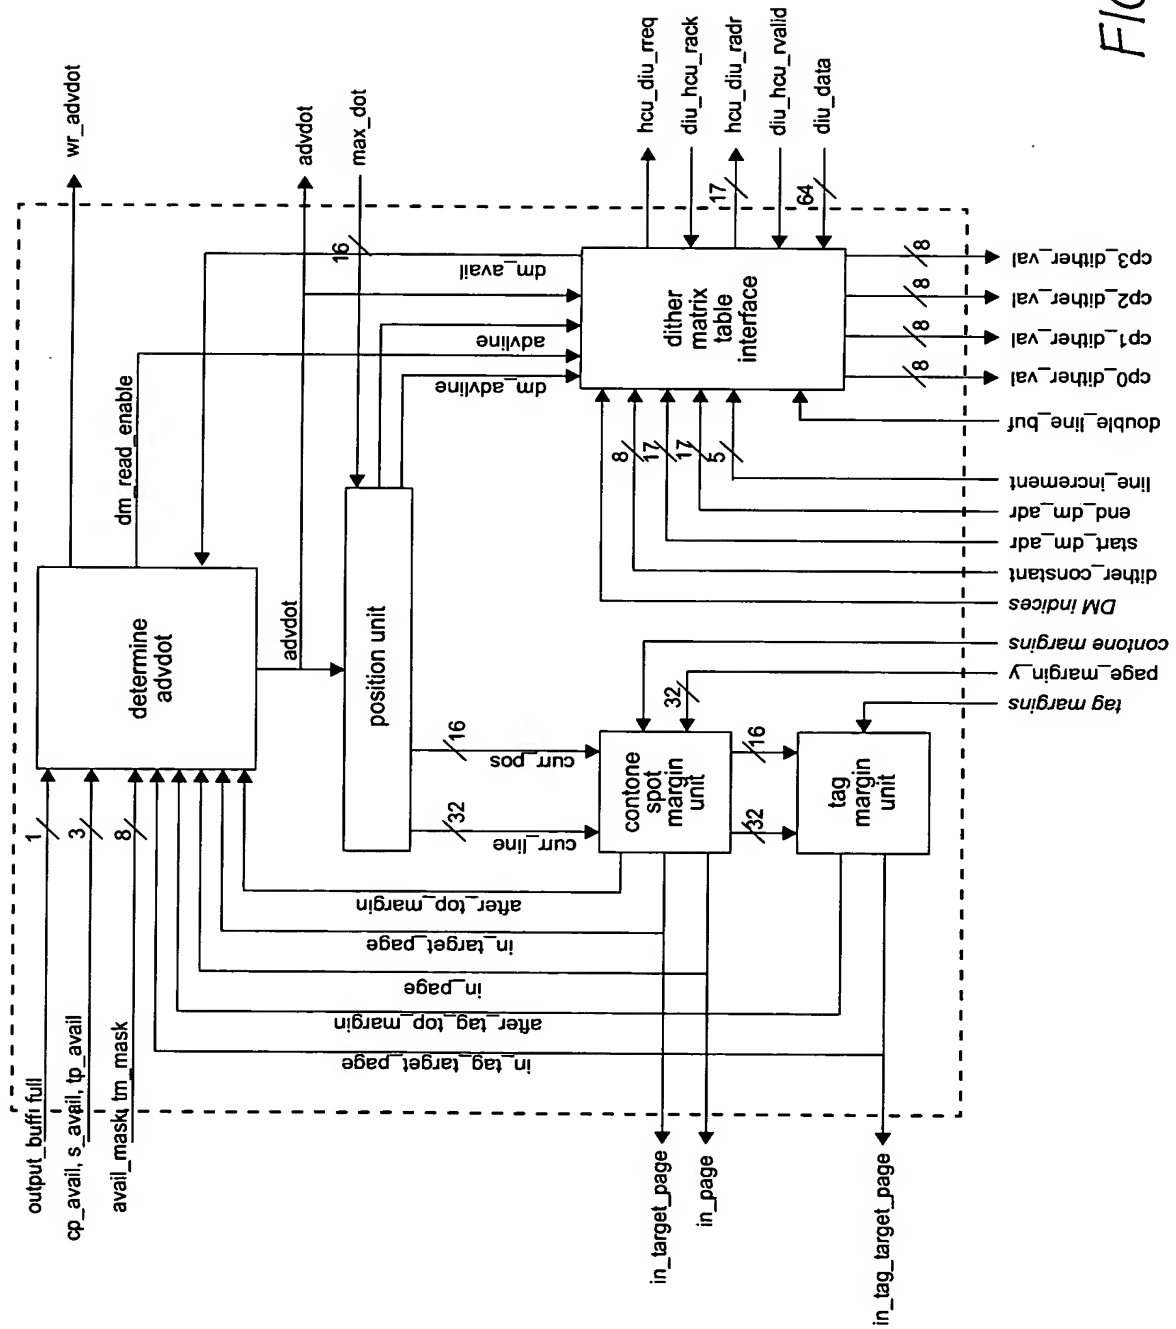 FIG
wr_advdot
advdot
max_dot
hcu_diu_rreq
diu_hcu_rack
hcu_diu_radr
diu_hcu_rvalid
diu_data
dm_read_enable
16
17
64
dm_avail
advline
dm_advline
dither
matrix
table
interface
8
8
8
8
cp3_dither_val
cp2_dither_val
cp1_dither_val
cp0_dither_val
double_line_buf
line_increment
end_dm_adr
start_dm_adr
dither_constant
DM indices
contone margins
page_margin_y
tag margins
8
17
17
5
determine
advdot
advdot
position unit
16
curr_pos
32
curr_line
32
contone
spot
margin
unit
16
32
tag
margin
unit
1
3
8
output_buff_full
cp_avail, s_avail, tp_avail
avail_mask, tm_mask
after_top_margin
in_target_page
in_page
after_tag_top_margin
in_tag_target_page
in_target_page
in_page
in_tag_target_page